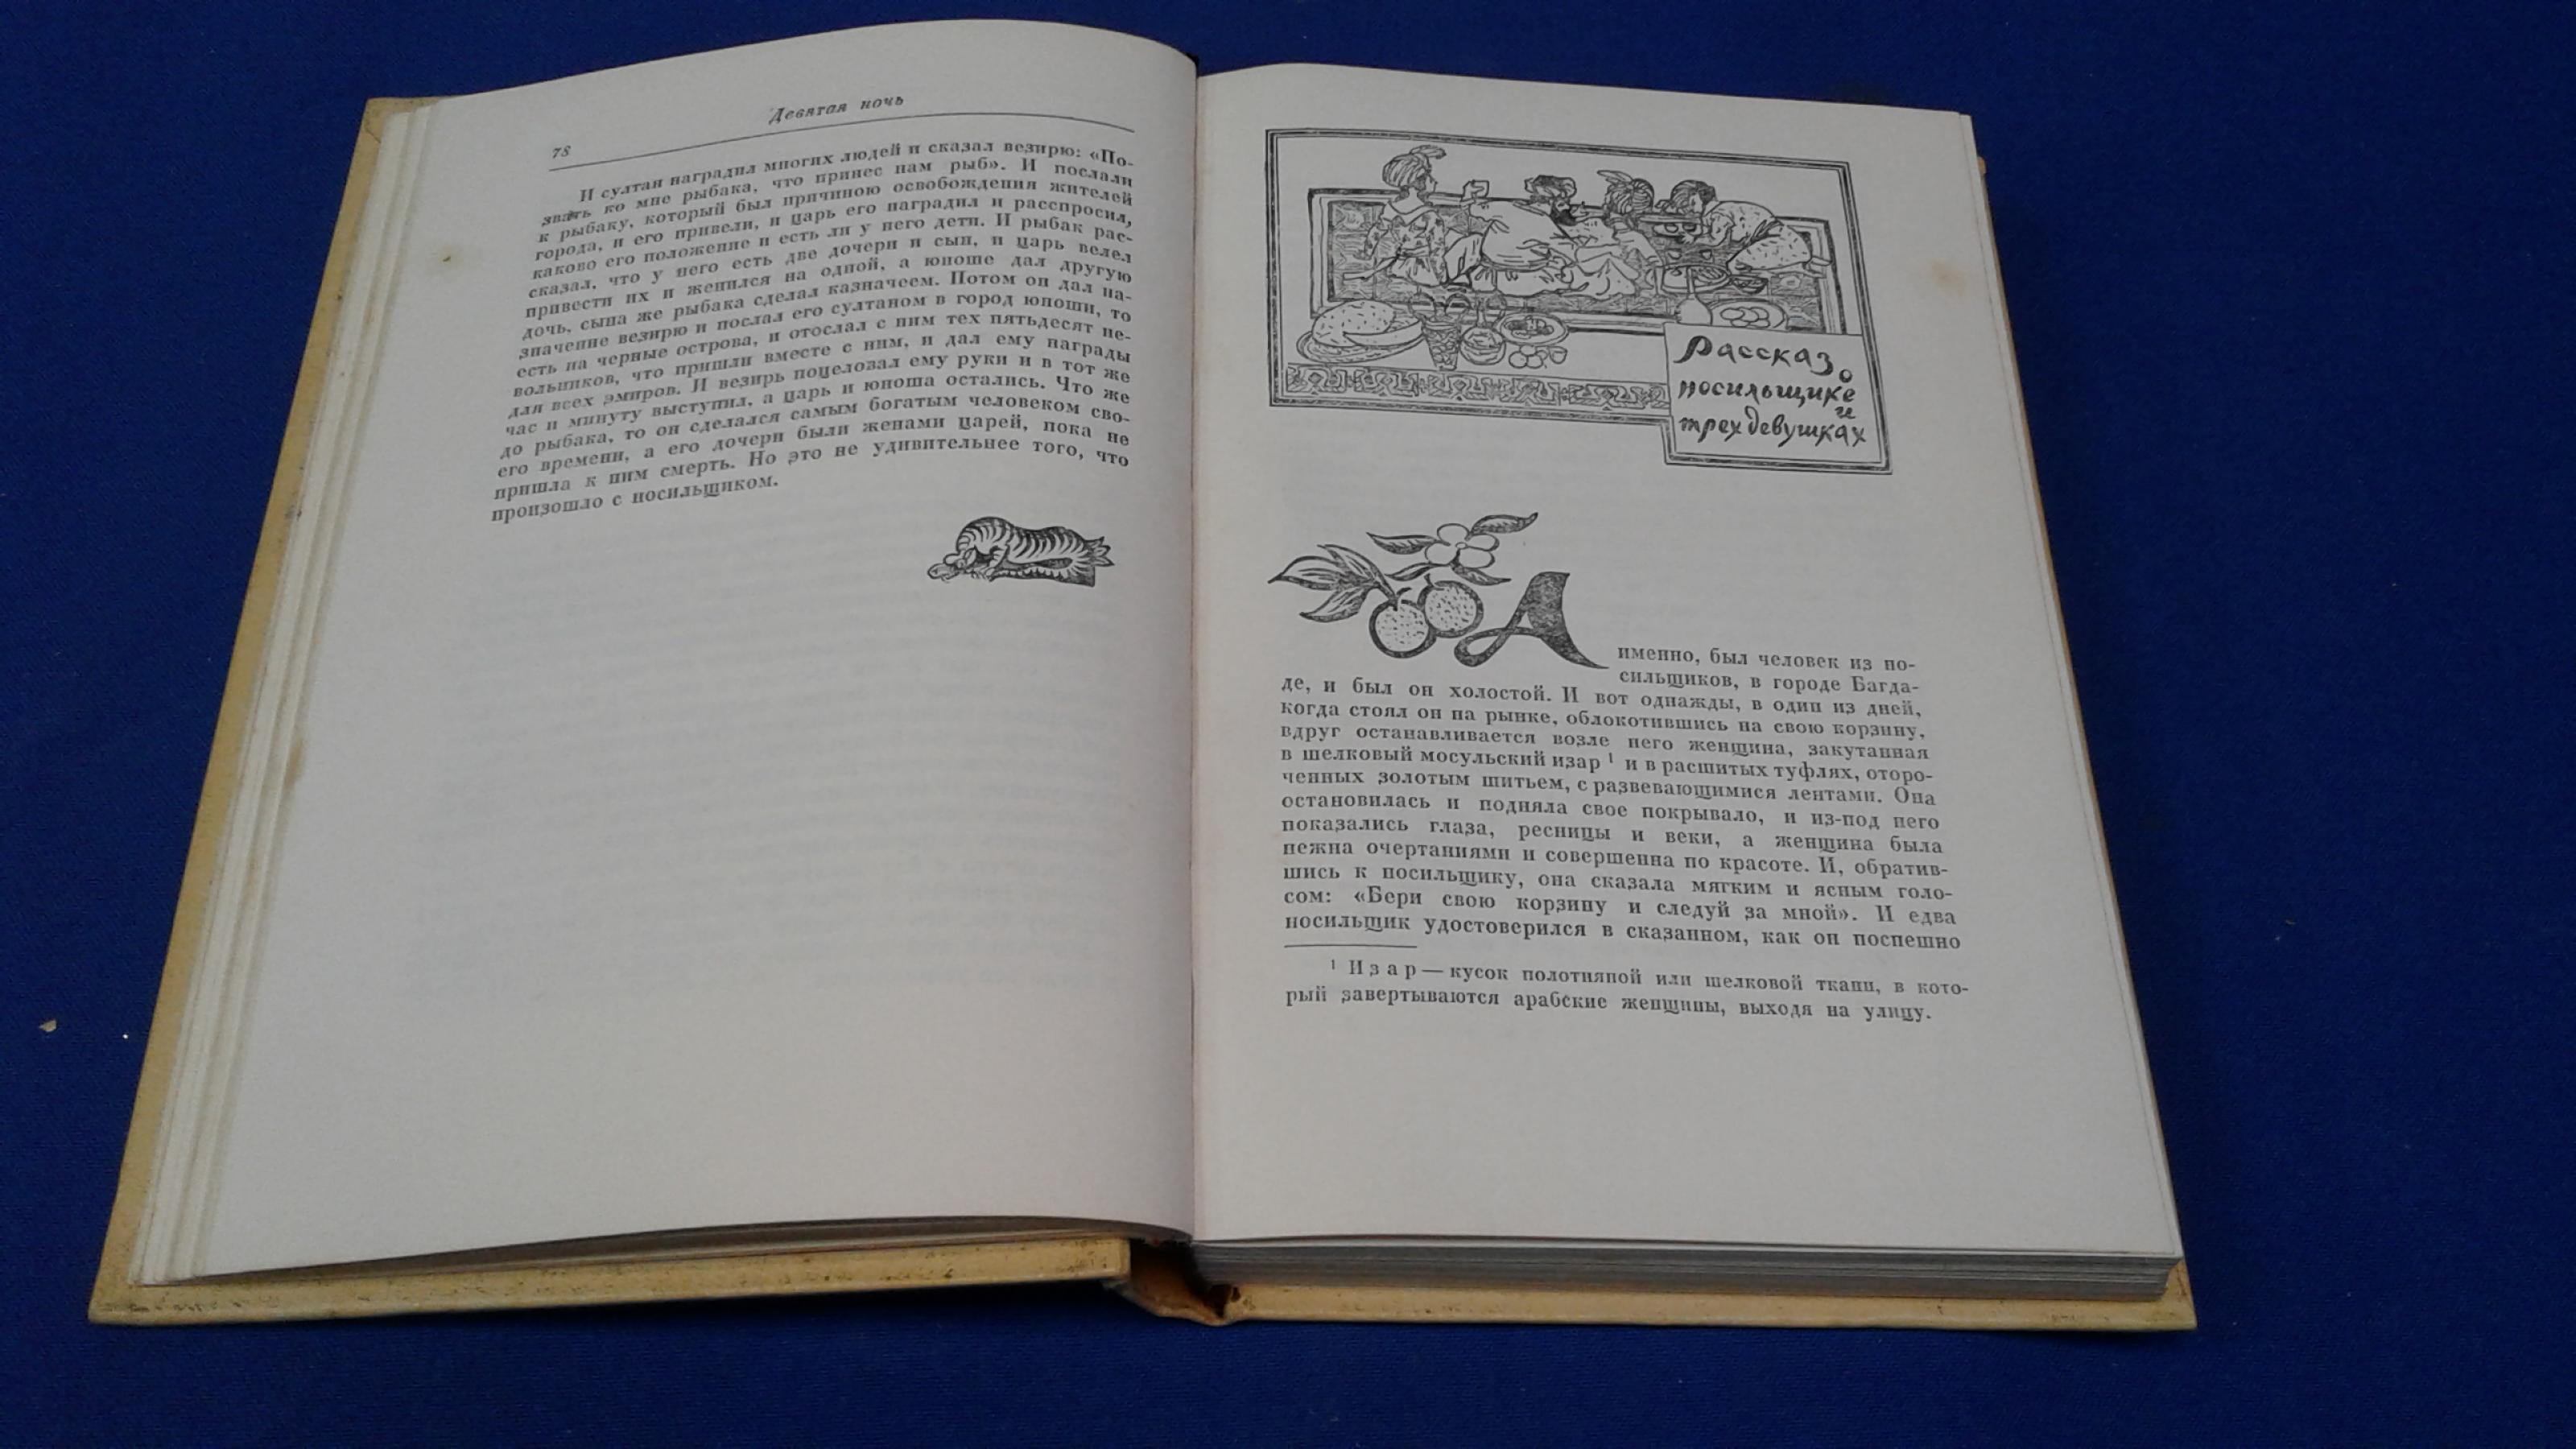 Девятая ночь
78
И султан наградил многих людей и сказал везирю: «По-
звать ко мне рыбака, что принес нам рыб». И послали
к рыбаку, который был причиною освобождения жителей
города, и его привели, и царь его наградил и расспросил,
каково его положение и есть ли у него дети. И рыбак рас-
сказал, что у него есть две дочери и сын, и царь велел
привести их и женился на одной, а юноше дал другую
дочь, сына же рыбака сделал казначеем. Потом он дал на-
значение везирю и послал его султаном в город юноши, то
есть на черные острова, и отослал с ним тех пятьдесят не-
вольников, что пришли вместе с ним, и дал ему награды
для всех эмиров. И везирь поцеловал ему руки и в тот же
час и минуту выступил, а царь и юноша остались. Что же
до рыбака, то он сделался самым богатым человеком сво-
его времени, а его дочери были женами царей, пока не
пришла к ним смерть. Но это не удивительнее того, что
произошло с носильщиком.
Рассказ
о
носильщике
и
трех девушках
А именно, был человек из но-
сильщиков, в городе Багда-
де, и был он холостой. И вот однажды, в один из дней,
когда стоял он на рынке, облокотившись на свою корзину,
вдруг останавливается возле него женщина, закутанная
в шелковый мосульский изар ¹ и в расшитых туфлях, оторо-
ченных золотым шитьем, с развевающимися лентами. Она
остановилась и подняла свое покрывало, и из-под него
показались глаза, ресницы и веки, а женщина была
нежна очертаниями и совершенна по красоте. И, обратив-
шись к носильщику, она сказала мягким и ясным голо-
сом: «Бери свою корзину и следуй за мной». И едва
носильщик удостоверился в сказанном, как он поспешно
¹ Изар — кусок полотняной или шелковой ткани, в кото-
рый завертываются арабские женщины, выходя на улицу.